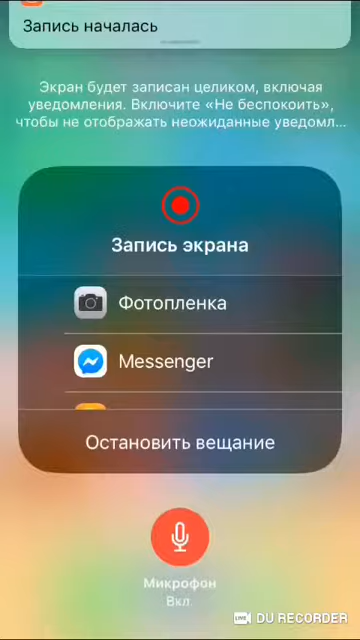 Запись началась
Экран будет записан целиком, включая
уведомления. Включите «Не беспокоить»,
чтобы не отображать неожиданные уведомл...
Запись экрана
Фотопленка
Messenger
Остановить вещание
Микрофон
Вкл.
LIVE DU RECORDER